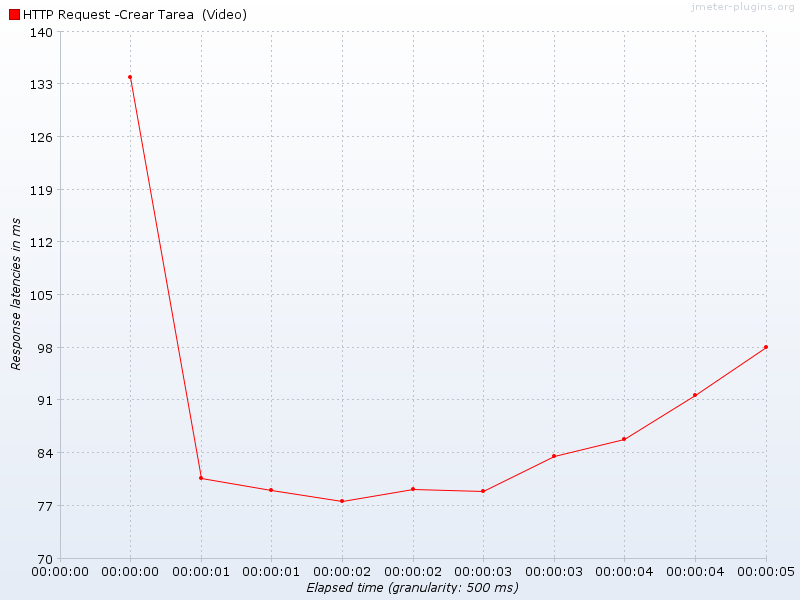 jmeter-plugins.org
HTTP Request -Crear Tarea  (Video)
140
133
126
119
112
105
98
91
84
77
70
Response latencies in ms
00:00:00 00:00:00 00:00:01 00:00:01 00:00:02 00:00:02 00:00:03 00:00:03 00:00:04 00:00:04 00:00:05
Elapsed time (granularity: 500 ms)